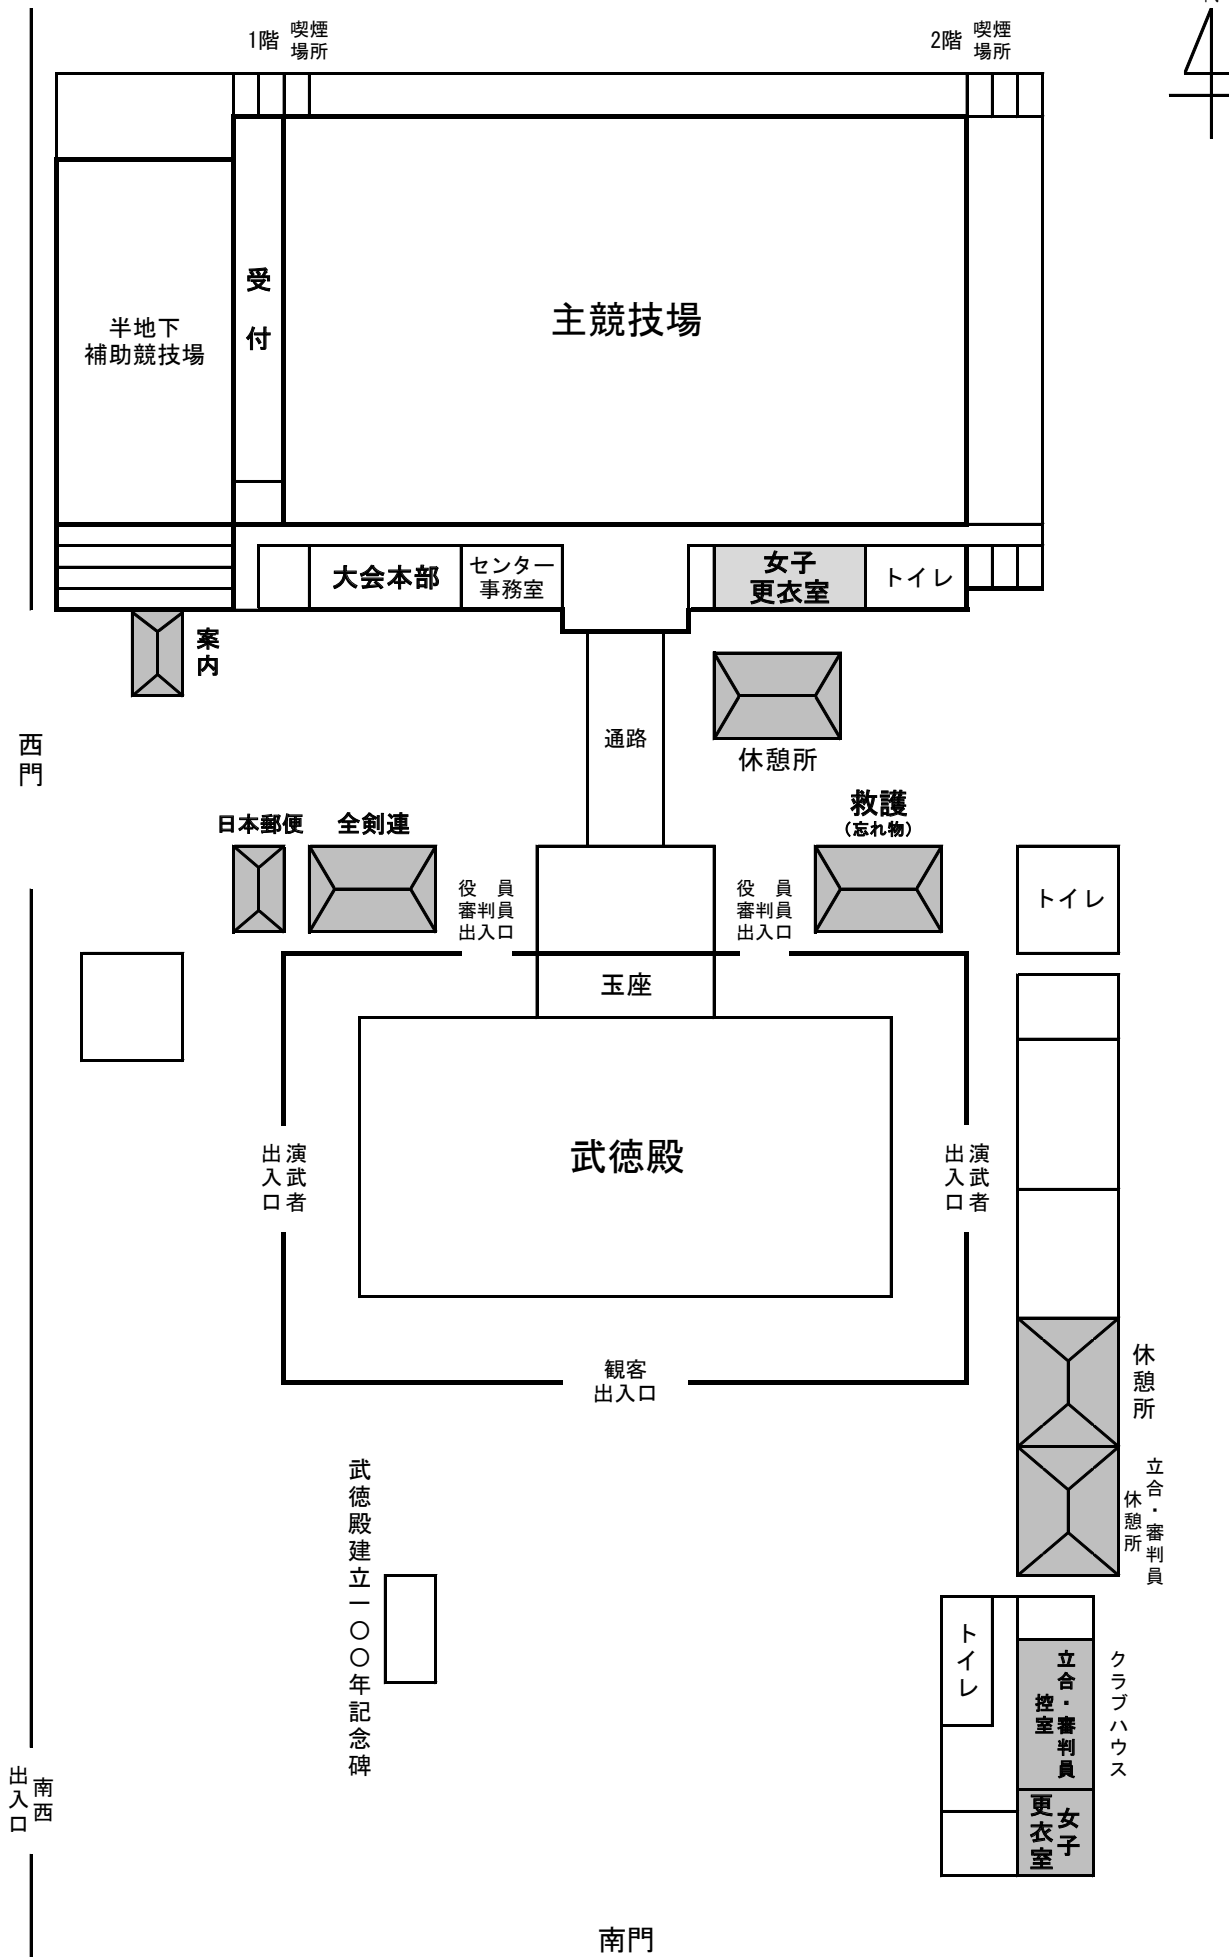 1階
喫煙
場所
2階
喫煙
場所
受付
主競技場
半地下
補助競技場
大会本部
センター
事務室
女子
更衣室
トイレ
案内
西門
通路
休憩所
日本郵便
全剣連
救護
(忘れ物)
役 員
審判員
出入口
役 員
審判員
出入口
トイレ
玉座
武徳殿
演武者
出入口
演武者
出入口
観客
出入口
休憩所
立合・審判員
休憩所
武徳殿建立一〇〇年記念碑
トイレ
立合・審判員
控室
クラブハウス
女子
更衣室
南西
出入口
南門